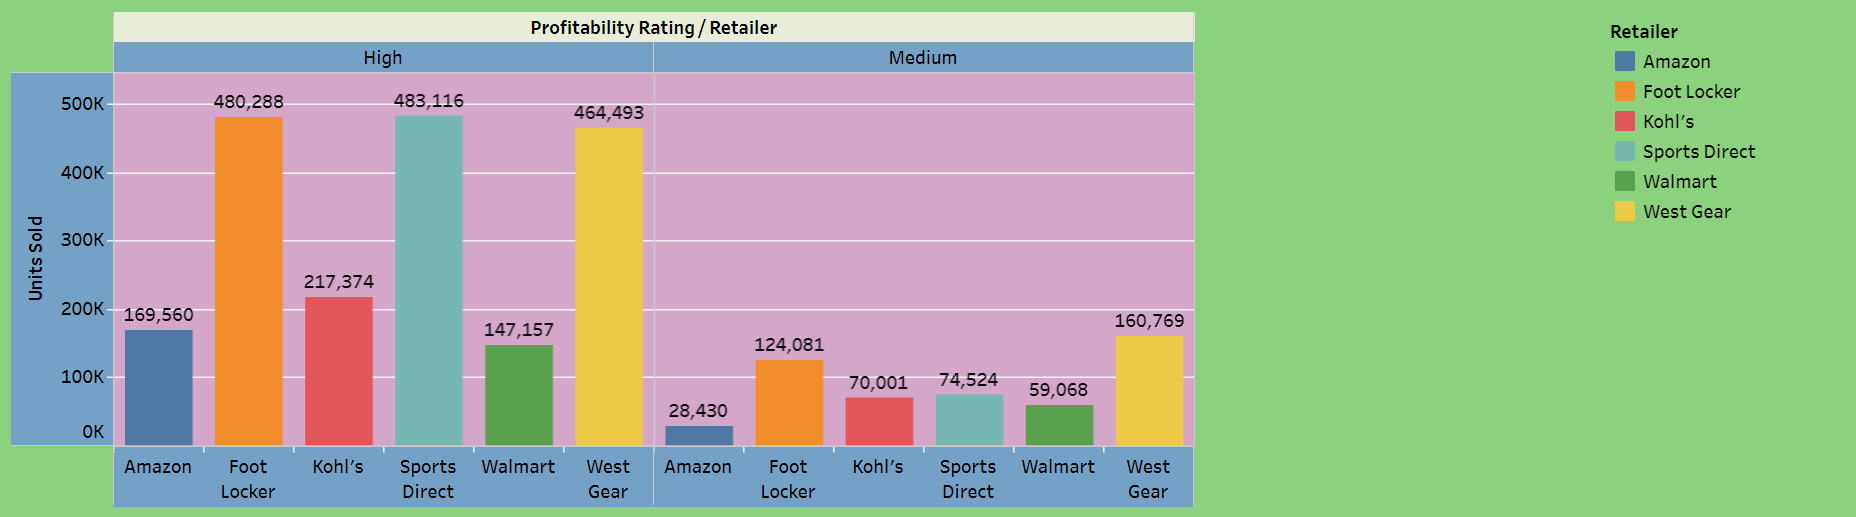 Profitability Rating / Retailer
High
Medium
Units Sold
500K
400K
300K
200K
100K
0K
169,560
480,288
217,374
483,116
147,157
464,493
28,430
124,081
70,001
74,524
59,068
160,769
Amazon
Foot
Locker
Kohl's
Sports
Direct
Walmart
West
Gear
Amazon
Foot
Locker
Kohl's
Sports
Direct
Walmart
West
Gear
Retailer
Amazon
Foot Locker
Kohl's
Sports Direct
Walmart
West Gear